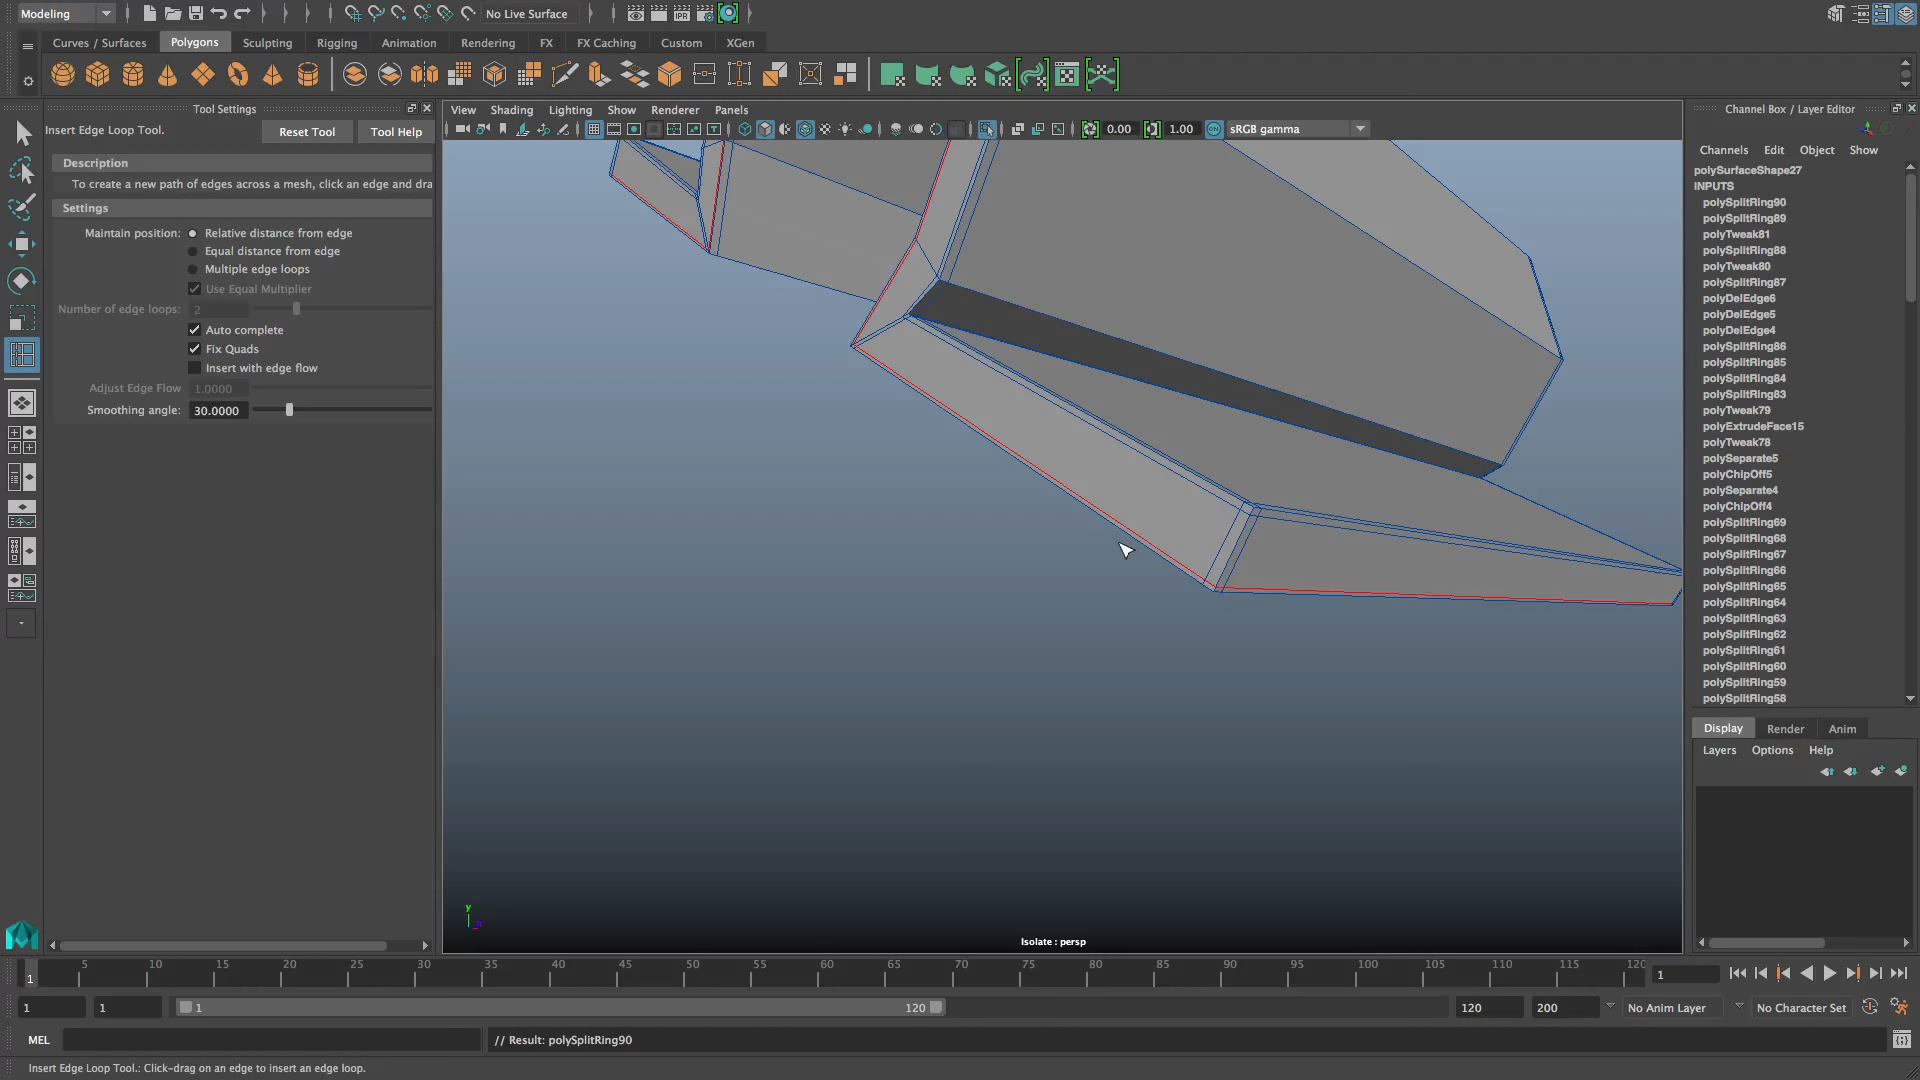 Modeling
No Live Surface
Curves / Surfaces
Polygons
Sculpting
Rigging
Animation
Rendering
FX
FX Caching
Custom
XGen
Tool Settings
Insert Edge Loop Tool.
Reset Tool
Tool Help
Description
To create a new path of edges across a mesh, click an edge and dra
Settings
Maintain position:
Relative distance from edge
Equal distance from edge
Multiple edge loops
Use Equal Multiplier
Number of edge loops: 2
Auto complete
Fix Quads
Insert with edge flow
Adjust Edge Flow 1.0000
Smoothing angle: 30.0000
View Shading Lighting Show Renderer Panels
0.00
1.00
ON
sRGB gamma
IPR
y
Isolate : persp
Channel Box / Layer Editor
Channels Edit Object Show
polySurfaceShape27
INPUTS
polySplitRing90
polySplitRing89
polyTweak81
polySplitRing88
polyTweak80
polySplitRing87
polyDelEdge6
polyDelEdge5
polyDelEdge4
polySplitRing86
polySplitRing85
polySplitRing84
polySplitRing83
polyTweak79
polyExtrudeFace15
polyTweak78
polySeparate5
polyChipOff5
polySeparate4
polyChipOff4
polySplitRing69
polySplitRing68
polySplitRing67
polySplitRing66
polySplitRing65
polySplitRing64
polySplitRing63
polySplitRing62
polySplitRing61
polySplitRing60
polySplitRing59
polySplitRing58
Display Render Anim
Layers Options Help
1 5 10 15 20 25 30 35 40 45 50 55 60 65 70 75 80 85 90 95 100 105 110 115 120
1
1 1 1 120 120 200 No Anim Layer No Character Set
MEL
// Result: polySplitRing90
Insert Edge Loop Tool.: Click-drag on an edge to insert an edge loop.